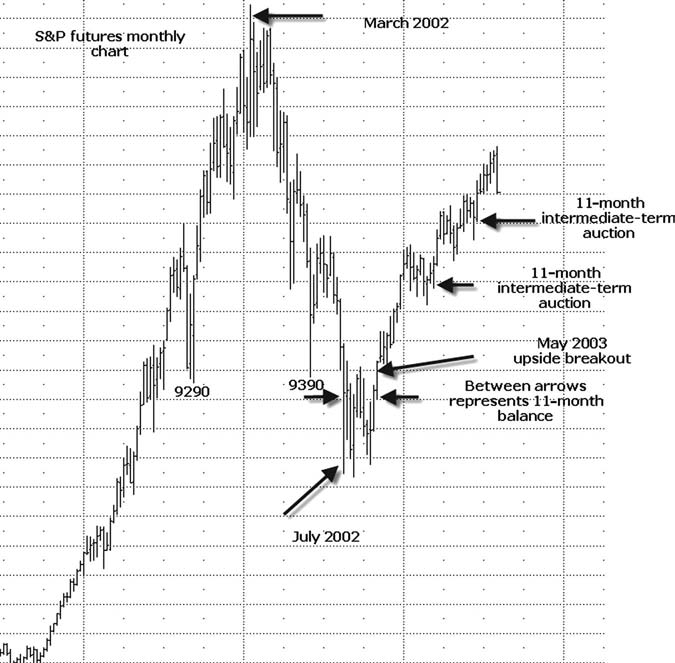 March 2002
S&P futures monthly
chart
11-month
intermediate-term
auction
11-month
intermediate-term
auction
May 2003
upside breakout
9290
9390
Between arrows
represents 11-month
balance
July 2002